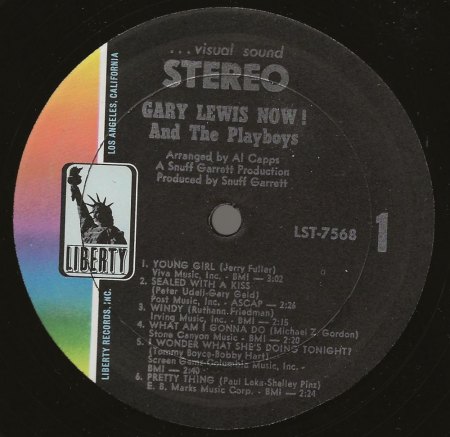 ...visual sound
STEREO
GARY LEWIS NOW!
And The Playboys
Arranged by Al Capps
A Snuff Garrett Production
Produced by Snuff Garrett
LST-7568
1
1. YOUNG GIRL (Jerry Fuller)
Viva Music, Inc. - BMI — 3:02
2. SEALED WITH A KISS
(Peter Udell-Gary Geld)
Post Music, Inc. - ASCAP — 2:26
3. WINDY (Ruthann Friedman)
Irving Music, Inc. - BMI — 2:15
4. WHAT AM I GONNA DO (Michael Z. Gordon)
Stone Canyon Music - BMI — 2:20
5. I WONDER WHAT SHE'S DOING TONIGHT?
(Tommy Boyce-Bobby Hart)
Screen Gems-Columbia Music, Inc. -
BMI — 2:40
6. PRETTY THING (Paul Leka-Shelley Pinz)
E. B. Marks Music Corp. - BMI — 2:24
LIBERTY
LIBERTY RECORDS, INC.
LOS ANGELES, CALIFORNIA